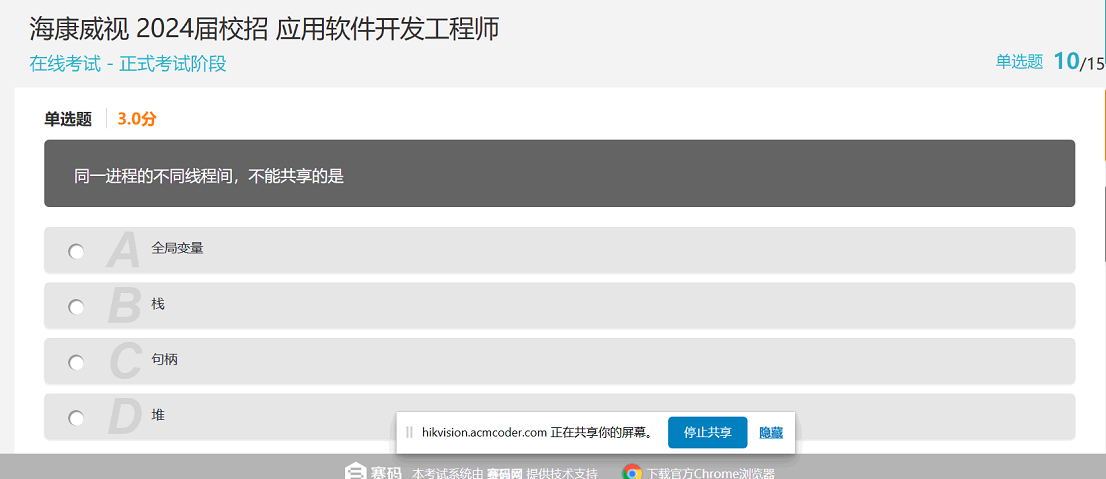 海康威视 2024届校招 应用软件开发工程师
在线考试 - 正式考试阶段
单选题 10/15
单选题 3.0分
同一进程的不同线程间，不能共享的是
A 全局变量
B 栈
C 句柄
D 堆
hikvision.acmcoder.com 正在共享你的屏幕。 停止共享 隐藏
赛码 本考试系统由 赛码网 提供技术支持 下载官方Chrome浏览器